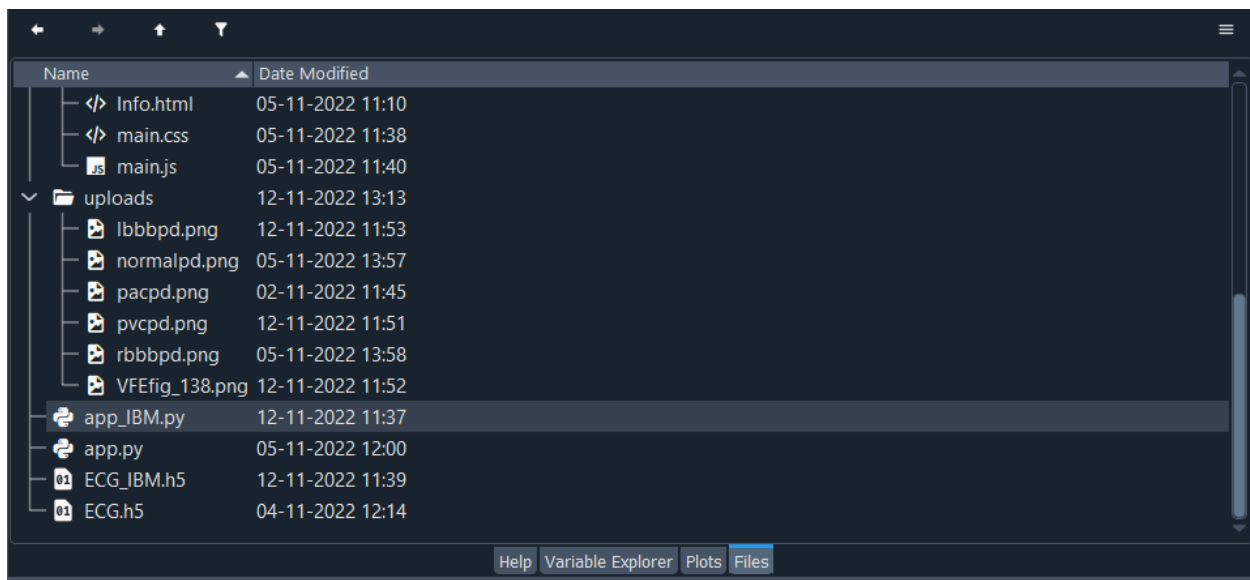 Name Date Modified
Info.html 05-11-2022 11:10
main.css 05-11-2022 11:38
JS main.js 05-11-2022 11:40
uploads 12-11-2022 13:13
lbbbpd.png 12-11-2022 11:53
normalpd.png 05-11-2022 13:57
pacpd.png 02-11-2022 11:45
pvcpd.png 12-11-2022 11:51
rbbbpd.png 05-11-2022 13:58
VFEfig_138.png 12-11-2022 11:52
app_IBM.py 12-11-2022 11:37
app.py 05-11-2022 12:00
01 ECG_IBM.h5 12-11-2022 11:39
01 ECG.h5 04-11-2022 12:14
Help Variable Explorer Plots Files